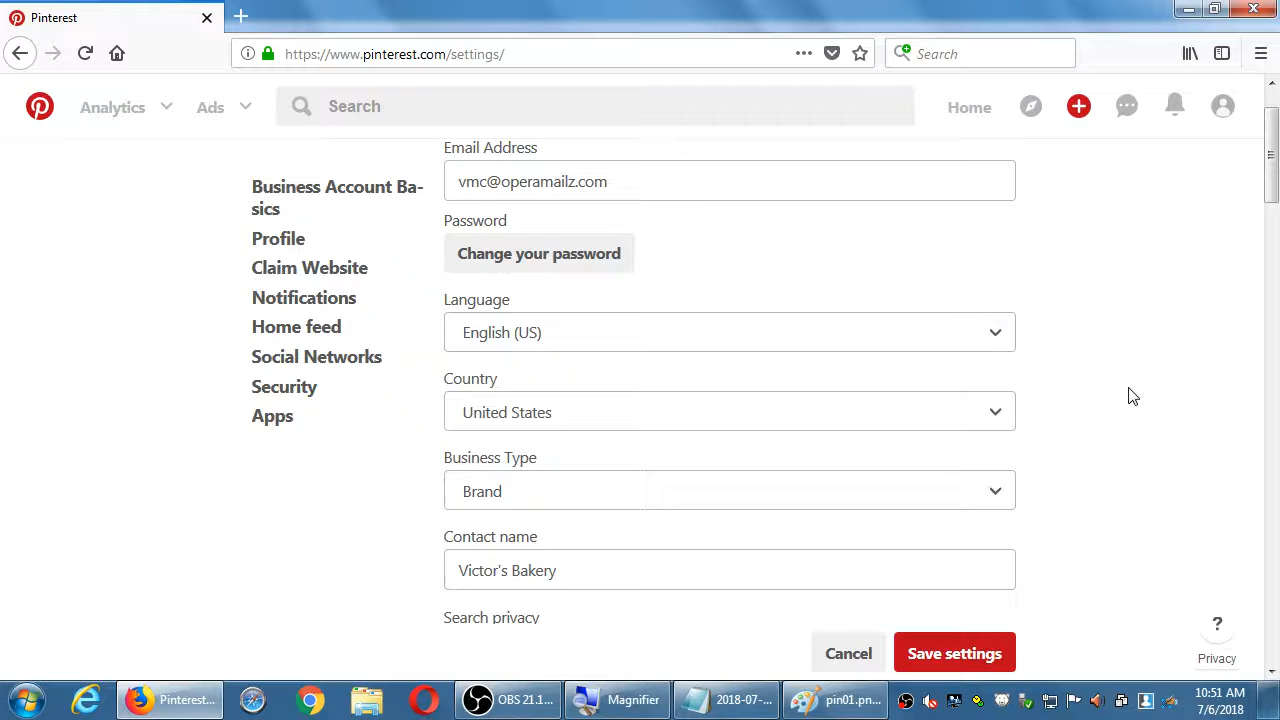 Pinterest
https://www.pinterest.com/settings/
Search
Analytics
Ads
Search
Home
Business Account Ba-
sics
Profile
Claim Website
Notifications
Home feed
Social Networks
Security
Apps
Email Address
vmc@operamailz.com
Password
Change your password
Language
English (US)
Country
United States
Business Type
Brand
Contact name
Victor's Bakery
Search privacy
Cancel
Save settings
?
Privacy
Pinterest...
OBS 21.1...
Magnifier
2018-07-...
pin01.pn...
10:51 AM
7/6/2018